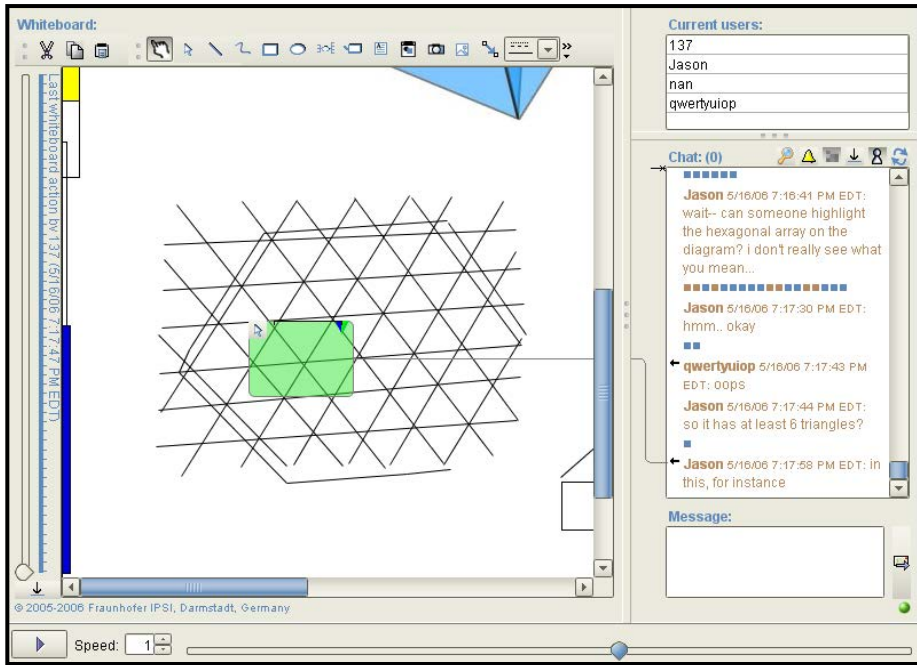 Whiteboard:
Last whiteboard action by 137 (5/16/06 7:17:47 PM EDT)
© 2005-2006 Fraunhofer IPSI, Darmstadt, Germany
Current users:
137
Jason
nan
qwertyuiop
Chat: (0)
Jason 5/16/06 7:16:41 PM EDT:
wait-- can someone highlight
the hexagonal array on the
diagram? i don't really see what
you mean...
Jason 5/16/06 7:17:30 PM EDT:
hmm.. okay
qwertyuiop 5/16/06 7:17:43 PM
EDT: oops
Jason 5/16/06 7:17:44 PM EDT:
so it has at least 6 triangles?
Jason 5/16/06 7:17:58 PM EDT: in
this, for instance
Message:
Speed: 1